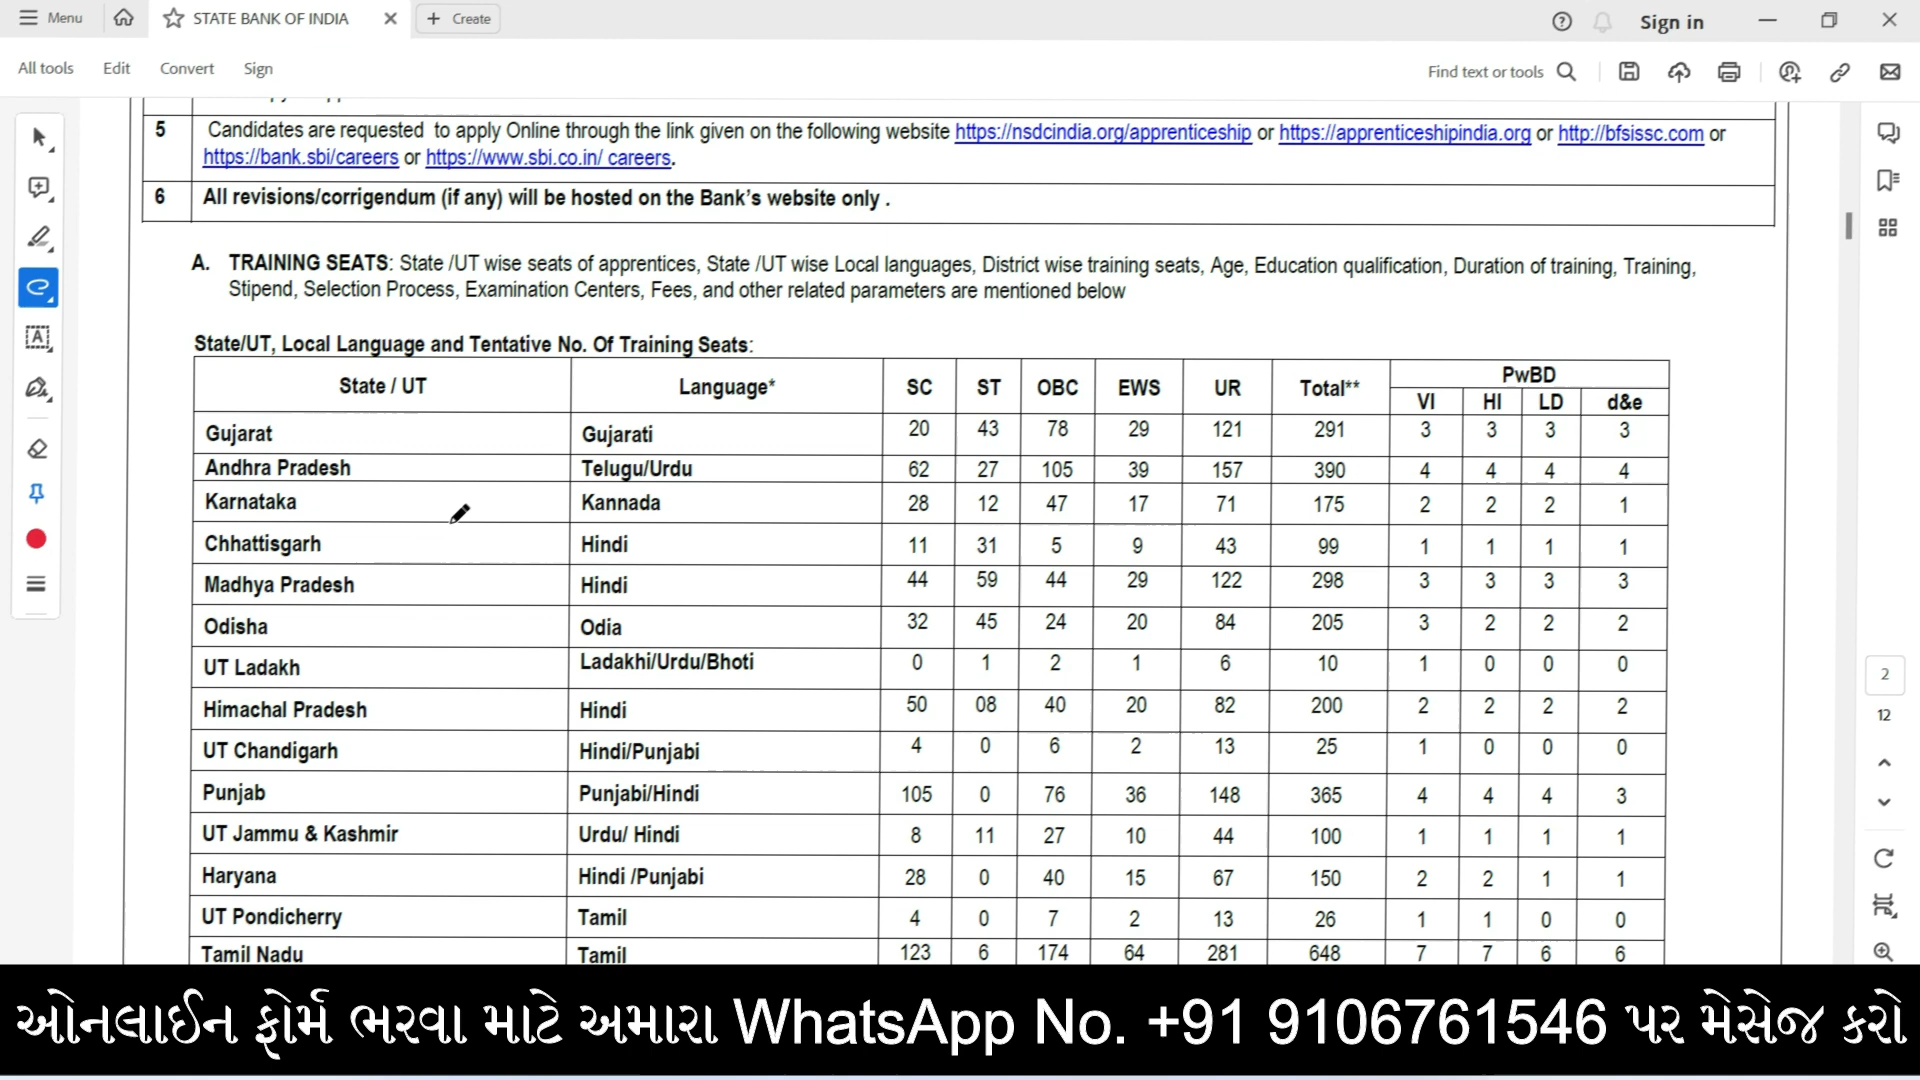 Menu
STATE BANK OF INDIA
Create
Sign in
All tools Edit Convert Sign
Find text or tools
5 Candidates are requested to apply Online through the link given on the following website https://nsdcindia.org/apprenticeship or https://apprenticeshipindia.org or http://bfsissc.com or
https://bank.sbi/careers or https://www.sbi.co.in/ careers.
6 All revisions/corrigendum (if any) will be hosted on the Bank's website only .
A. TRAINING SEATS: State /UT wise seats of apprentices, State /UT wise Local languages, District wise training seats, Age, Education qualification, Duration of training, Training,
Stipend, Selection Process, Examination Centers, Fees, and other related parameters are mentioned below
State/UT, Local Language and Tentative No. Of Training Seats:
State / UT Language* SC ST OBC EWS UR Total** PwBD
VI HI LD d&e
Gujarat Gujarati 20 43 78 29 121 291 3 3 3 3
Andhra Pradesh Telugu/Urdu 62 27 105 39 157 390 4 4 4 4
Karnataka Kannada 28 12 47 17 71 175 2 2 2 1
Chhattisgarh Hindi 11 31 5 9 43 99 1 1 1 1
Madhya Pradesh Hindi 44 59 44 29 122 298 3 3 3 3
Odisha Odia 32 45 24 20 84 205 3 2 2 2
UT Ladakh Ladakhi/Urdu/Bhoti 0 1 2 1 6 10 1 0 0 0
Himachal Pradesh Hindi 50 08 40 20 82 200 2 2 2 2
UT Chandigarh Hindi/Punjabi 4 0 6 2 13 25 1 0 0 0
Punjab Punjabi/Hindi 105 0 76 36 148 365 4 4 4 3
UT Jammu & Kashmir Urdu/ Hindi 8 11 27 10 44 100 1 1 1 1
Haryana Hindi /Punjabi 28 0 40 15 67 150 2 2 1 1
UT Pondicherry Tamil 4 0 7 2 13 26 1 1 0 0
Tamil Nadu Tamil 123 6 174 64 281 648 7 7 6 6
2
12
ઓનલાઈન ફોર્મ ભરવા માટે અમારા WhatsApp No. +91 9106761546 પર મેસેજ કરો